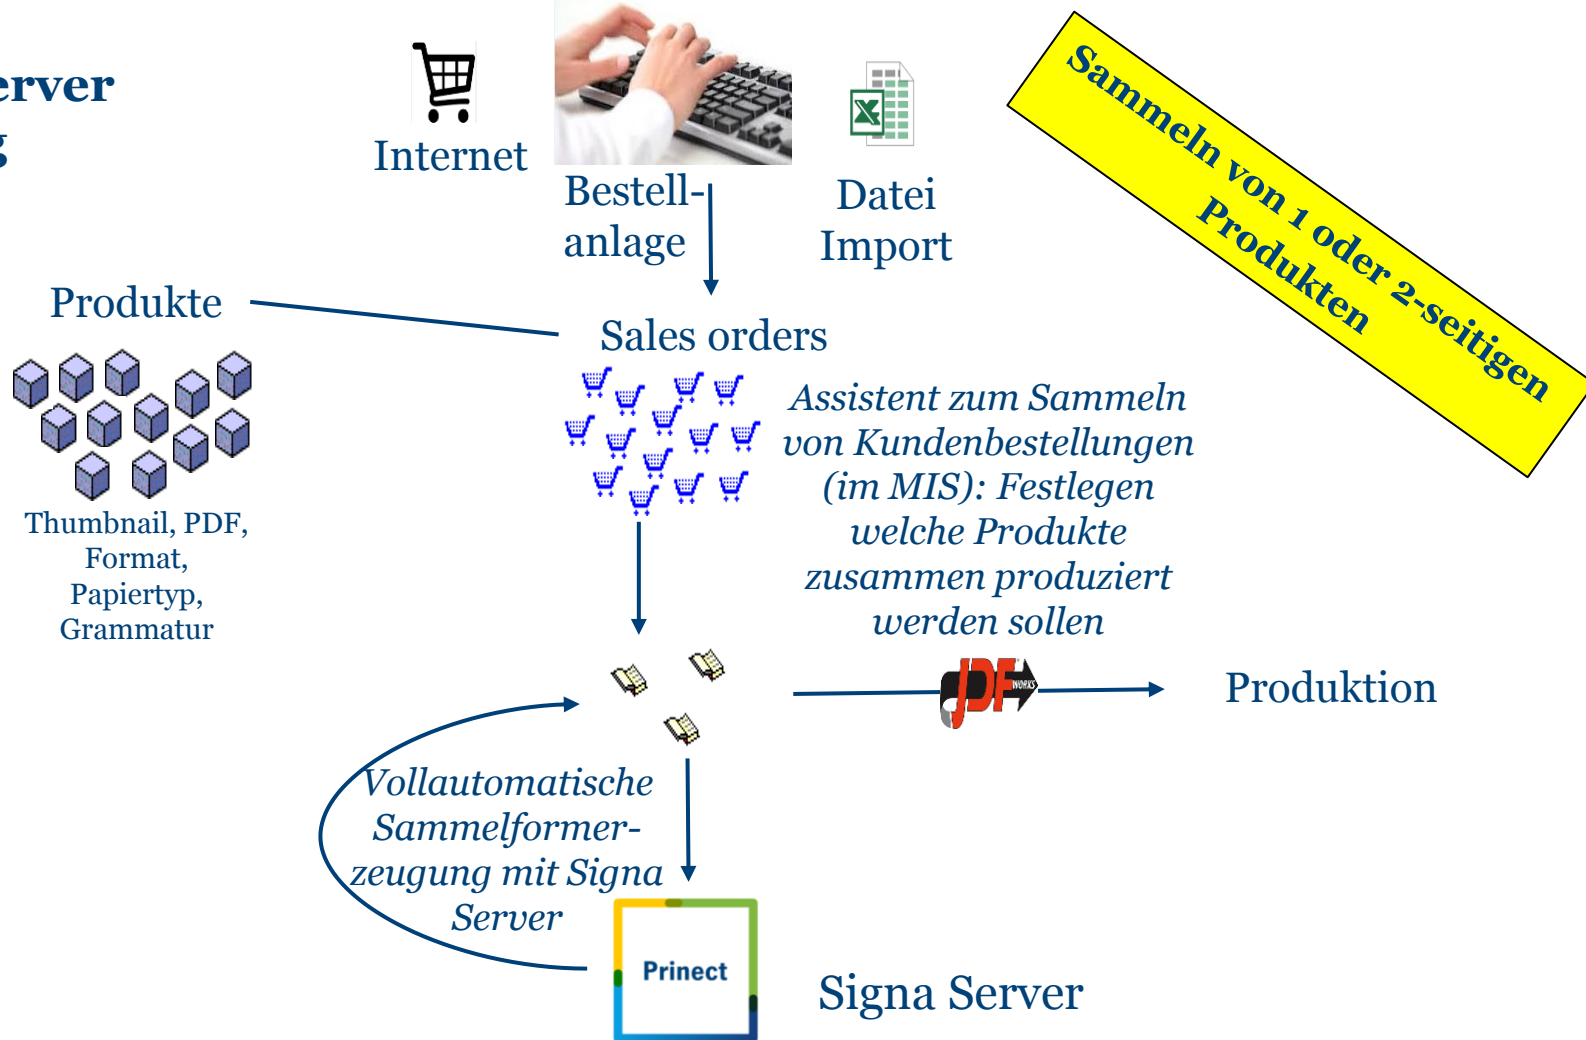 erver
g
Internet
Bestell-
anlage
Datei
Import
Sammeln von 1 oder 2-seitigen
Produkten
Produkte
Sales orders
Thumbnail, PDF,
Format,
Papiertyp,
Grammatur
Assistent zum Sammeln
von Kundenbestellungen
(im MIS): Festlegen
welche Produkte
zusammen produziert
werden sollen
JDF WORKS
Produktion
Vollautomatische
Sammelformer-
zeugung mit Signa
Server
Prinect
Signa Server